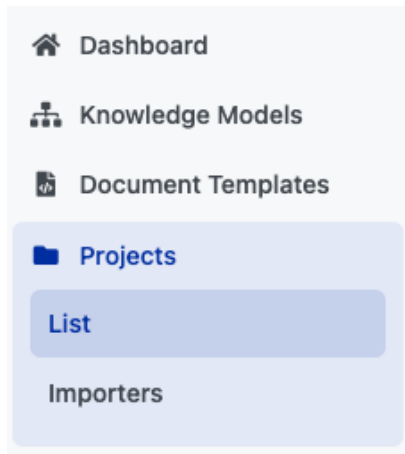 Dashboard
Knowledge Models
Document Templates
Projects
List
Importers